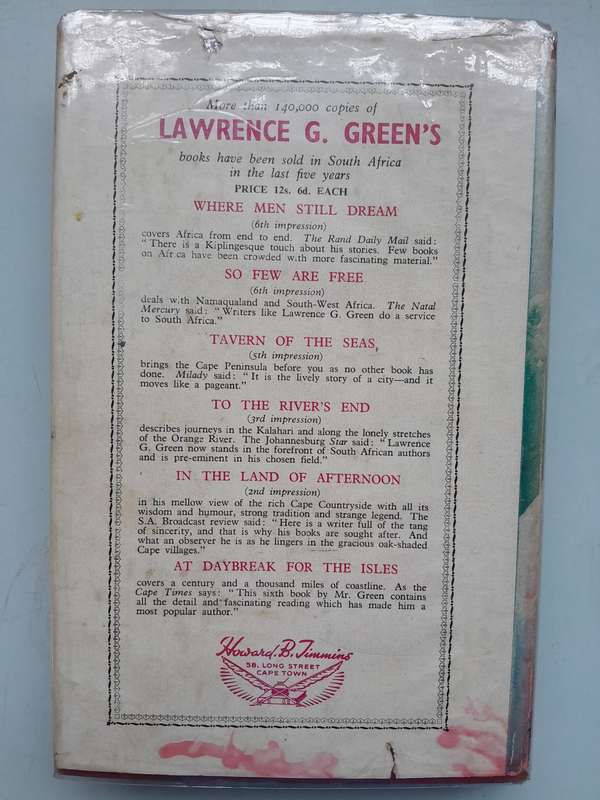 More than 140,000 copies of
LAWRENCE G. GREEN'S
books have been sold in South Africa
in the last five years
PRICE 12s. 6d. EACH
WHERE MEN STILL DREAM
(6th impression)
covers Africa from end to end. The Rand Daily Mail said:
"There is a Kiplingesque touch about his stories. Few books
on Africa have been crowded with more fascinating material."
SO FEW ARE FREE
(6th impression)
deals with Namaqualand and South-West Africa. The Natal
Mercury said: "Writers like Lawrence G. Green do a service
to South Africa."
TAVERN OF THE SEAS,
(5th impression)
brings the Cape Peninsula before you as no other book has
done. Milady said: "It is the lively story of a city—and it
moves like a pageant."
TO THE RIVER'S END
(3rd impression)
describes journeys in the Kalahari and along the lonely stretches
of the Orange River. The Johannesburg Star said: "Lawrence
G. Green now stands in the forefront of South African authors
and is pre-eminent in his chosen field."
IN THE LAND OF AFTERNOON
(2nd impression)
in his mellow view of the rich Cape Countryside with all its
wisdom and humour, strong tradition and strange legend. The
S.A. Broadcast review said: "Here is a writer full of the tang
of sincerity, and that is why his books are sought after. And
what an observer he is as he lingers in the gracious oak-shaded
Cape villages."
AT DAYBREAK FOR THE ISLES
covers a century and a thousand miles of coastline. As the
Cape Times says: "This sixth book by Mr. Green contains
all the detail and fascinating reading which has made him a
most popular author."
Howard B. Timmins
58, LONG STREET
CAPE TOWN